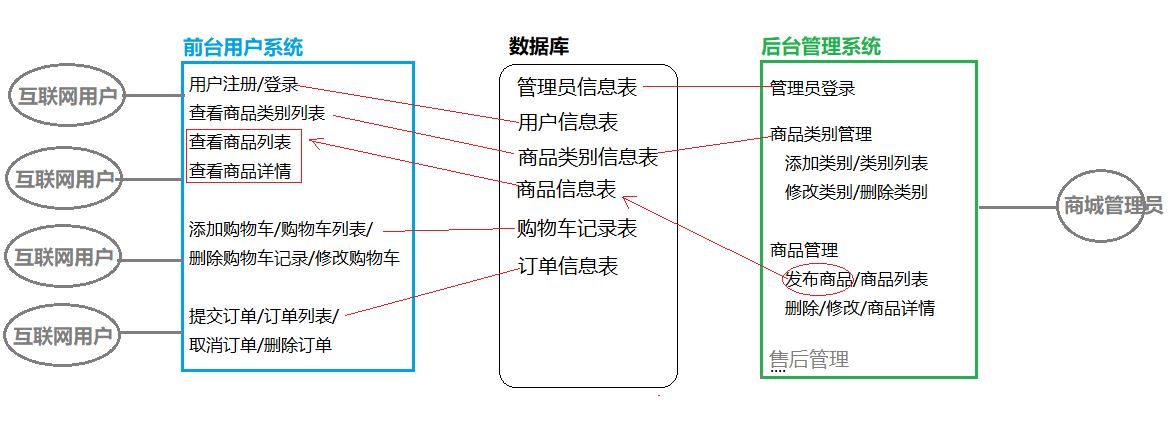 前台用户系统
数据库
后台管理系统
互联网用户
互联网用户
互联网用户
互联网用户
用户注册/登录
查看商品类别列表
查看商品列表
查看商品详情
添加购物车/购物车列表/
删除购物车记录/修改购物车
提交订单/订单列表/
取消订单/删除订单
管理员信息表
用户信息表
商品类别信息表
商品信息表
购物车记录表
订单信息表
管理员登录
商品类别管理
添加类别/类别列表
修改类别/删除类别
商品管理
发布商品/商品列表
删除/修改/商品详情
售后管理
商城管理员